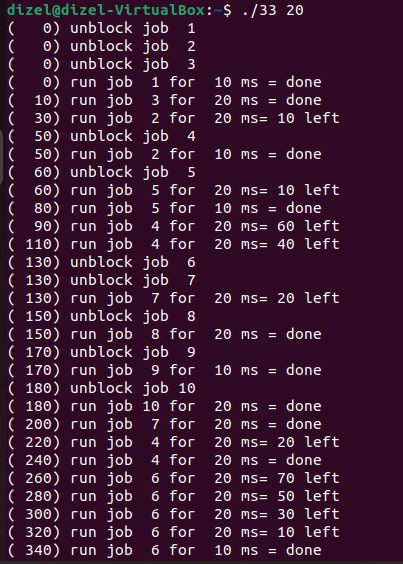 dizel@dizel-VirtualBox:~$ ./33 20
(   0) unblock job  1
(   0) unblock job  2
(   0) unblock job  3
(   0) run job  1 for  10 ms = done
(  10) run job  3 for  20 ms = done
(  30) run job  2 for  20 ms= 10 left
(  50) unblock job  4
(  50) run job  2 for  10 ms = done
(  60) unblock job  5
(  60) run job  5 for  20 ms= 10 left
(  80) run job  5 for  10 ms = done
(  90) run job  4 for  20 ms= 60 left
( 110) run job  4 for  20 ms= 40 left
( 130) unblock job  6
( 130) unblock job  7
( 130) run job  7 for  20 ms= 20 left
( 150) unblock job  8
( 150) run job  8 for  20 ms = done
( 170) unblock job  9
( 170) run job  9 for  10 ms = done
( 180) unblock job 10
( 180) run job 10 for  20 ms = done
( 200) run job  7 for  20 ms = done
( 220) run job  4 for  20 ms= 20 left
( 240) run job  4 for  20 ms = done
( 260) run job  6 for  20 ms= 70 left
( 280) run job  6 for  20 ms= 50 left
( 300) run job  6 for  20 ms= 30 left
( 320) run job  6 for  20 ms= 10 left
( 340) run job  6 for  10 ms = done